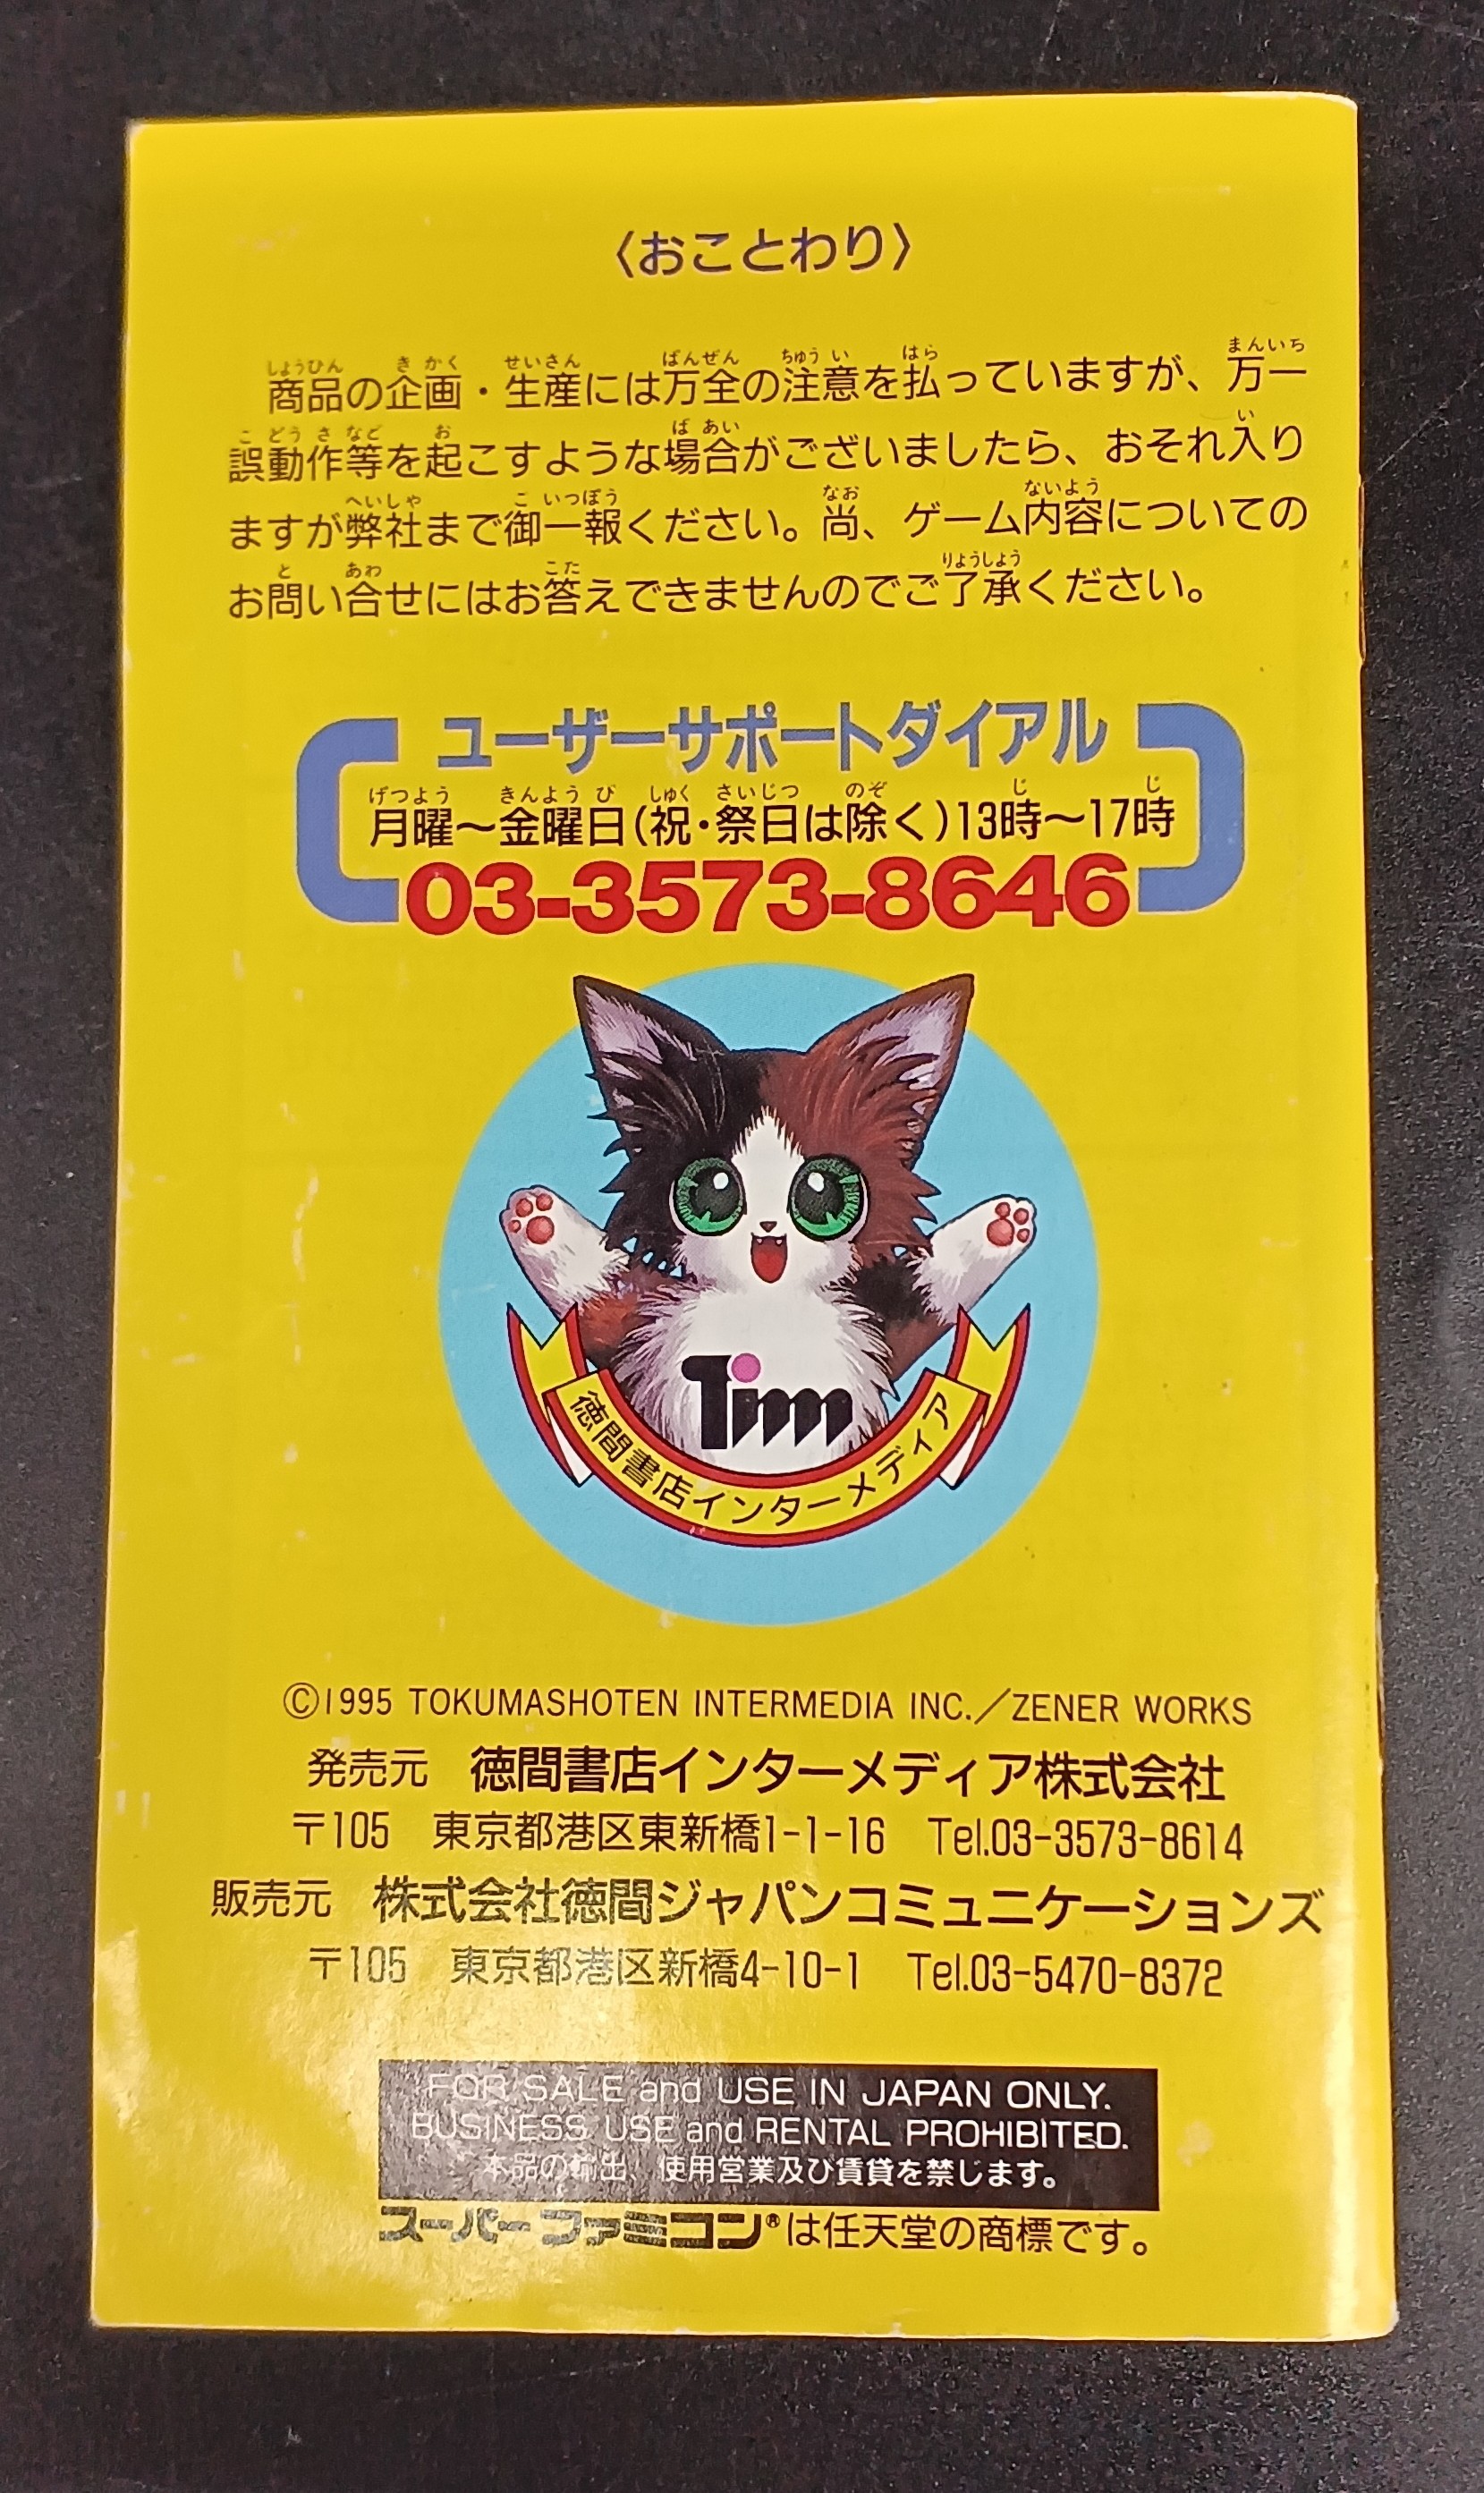 〈おことわり〉
商品の企画・生産には万全の注意を払っていますが、万一
誤動作等を起こすような場合がございましたら、おそれ入り
ますが弊社まで御一報ください。尚、ゲーム内容についての
お問い合せにはお答えできませんのでご了承ください。
ユーザーサポートダイアル
月曜～金曜日(祝・祭日は除く)13時～17時
03-3573-8646
Tim
徳間書店インターメディア
©1995 TOKUMASHOTEN INTERMEDIA INC.／ZENER WORKS
発売元 徳間書店インターメディア株式会社
〒105 東京都港区東新橋1-1-16 Tel.03-3573-8614
販売元 株式会社徳間ジャパンコミュニケーションズ
〒105 東京都港区新橋4-10-1 Tel.03-5470-8372
FOR SALE and USE IN JAPAN ONLY.
BUSINESS USE and RENTAL PROHIBITED.
本品の輸出、使用営業及び賃貸を禁じます。
スーパーファミコン®は任天堂の商標です。